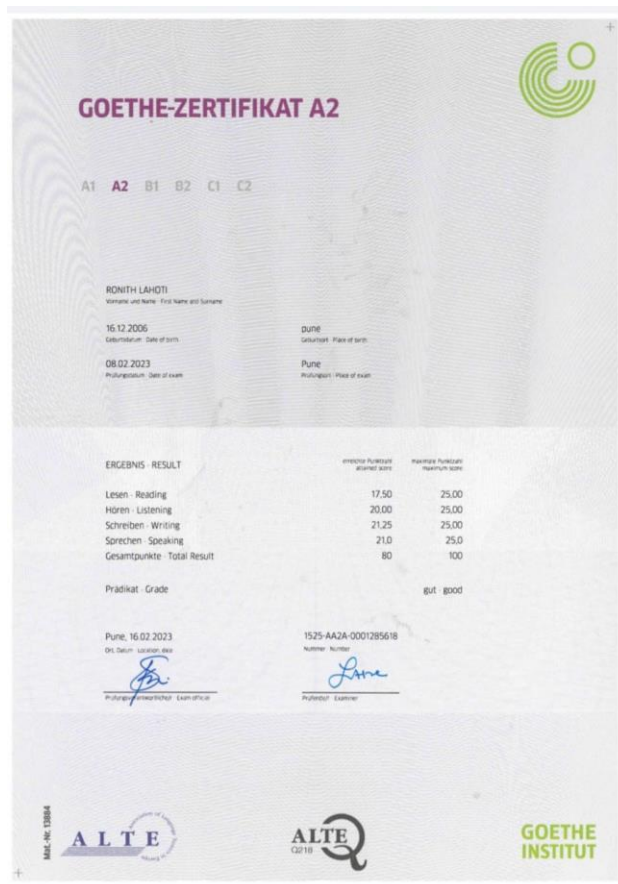 GOETHE-ZERTIFIKAT A2
A1 A2 B1 B2 C1 C2
RONITH LAHOTI
Vorname und Name · First Name and Surname
16.12.2006 pune
Geburtsdatum · Date of birth Geburtsort · Place of birth
08.02.2023 Pune
Prüfungsdatum · Date of exam Prüfungsort · Place of exam
ERGEBNIS · RESULT erreichte Punktzahl maximale Punktzahl
attained score maximum score
Lesen · Reading 17,50 25,00
Hören · Listening 20,00 25,00
Schreiben · Writing 21,25 25,00
Sprechen · Speaking 21,0 25,0
Gesamtpunkte · Total Result 80 100
Prädikat · Grade gut · good
Pune, 16.02.2023 1525-AA2A-0001285618
Ort, Datum · Location, date Nummer · Number
Prüfungsverantwortliche/r · Exam official Prüfende/r · Examiner
Mat.-Nr. 13884
ALTE
ALTE
Q218
GOETHE
INSTITUT